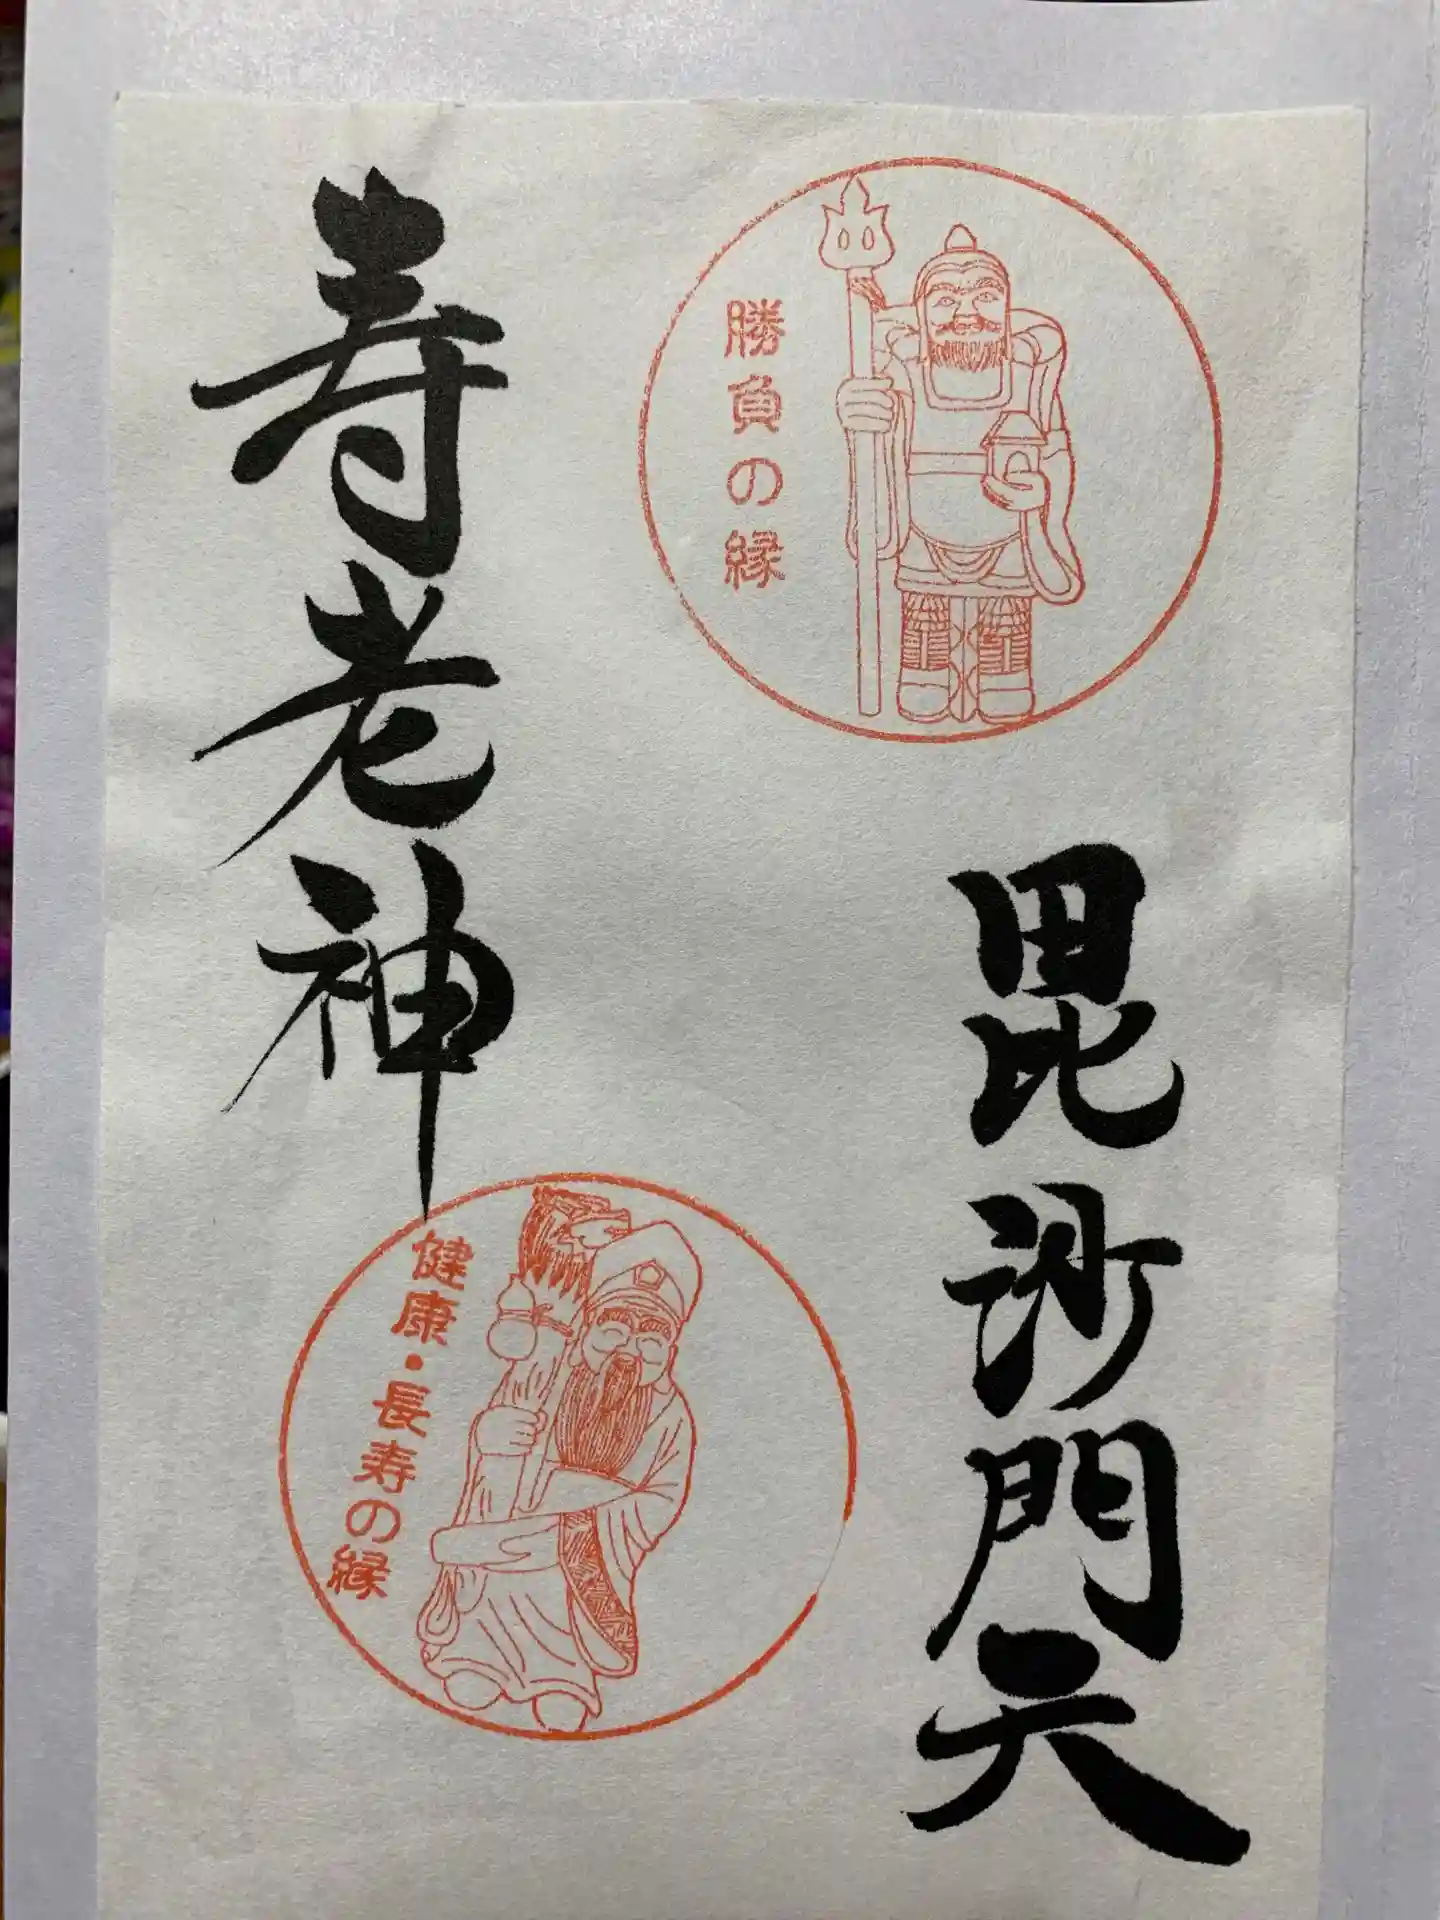 勝負の縁
毘沙門天
寿老神
健康・長寿の縁